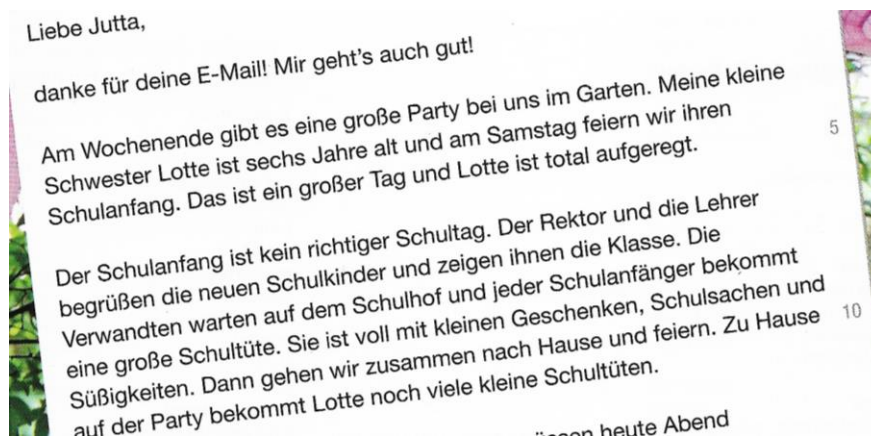 Liebe Jutta,
danke für deine E-Mail! Mir geht's auch gut!
Am Wochenende gibt es eine große Party bei uns im Garten. Meine kleine
Schwester Lotte ist sechs Jahre alt und am Samstag feiern wir ihren
5
Schulanfang. Das ist ein großer Tag und Lotte ist total aufgeregt.
Der Schulanfang ist kein richtiger Schultag. Der Rektor und die Lehrer
begrüßen die neuen Schulkinder und zeigen ihnen die Klasse. Die
Verwandten warten auf dem Schulhof und jeder Schulanfänger bekommt
eine große Schultüte. Sie ist voll mit kleinen Geschenken, Schulsachen und
10
Süßigkeiten. Dann gehen wir zusammen nach Hause und feiern. Zu Hause
auf der Party bekommt Lotte noch viele kleine Schultüten.
heute Abend